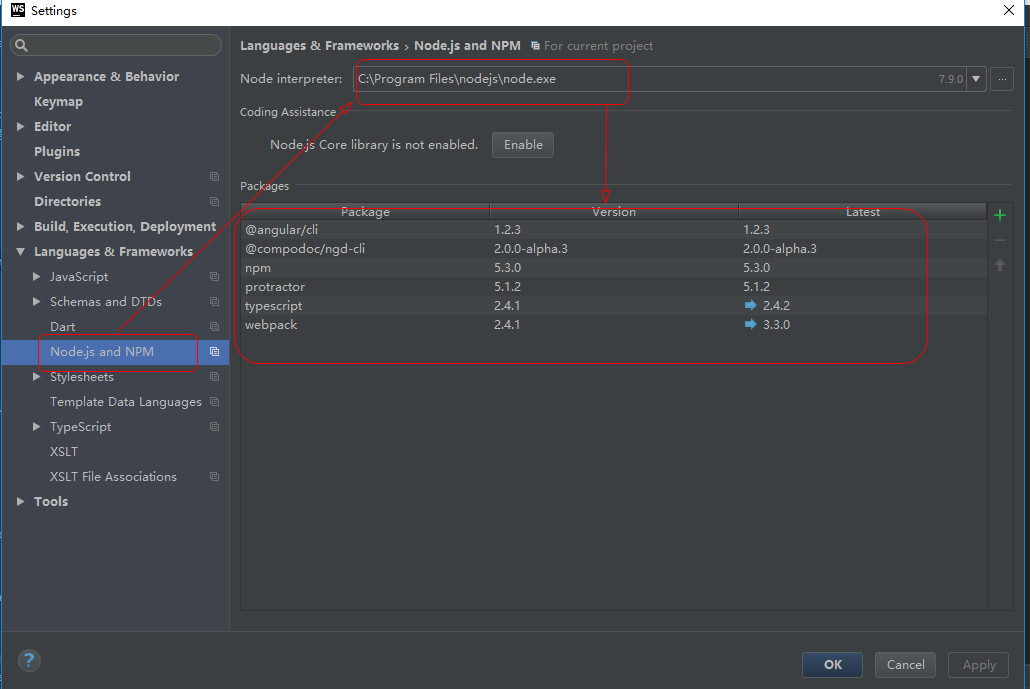 WS Settings
Appearance & Behavior
Keymap
Editor
Plugins
Version Control
Directories
Build, Execution, Deployment
Languages & Frameworks
JavaScript
Schemas and DTDs
Dart
Node.js and NPM
Stylesheets
Template Data Languages
TypeScript
XSLT
XSLT File Associations
Tools
Languages & Frameworks › Node.js and NPM For current project
Node interpreter: C:\Program Files\nodejs\node.exe 7.9.0 ...
Coding Assistance
Node.js Core library is not enabled. Enable
Packages
Package Version Latest
@angular/cli 1.2.3 1.2.3
@compodoc/ngd-cli 2.0.0-alpha.3 2.0.0-alpha.3
npm 5.3.0 5.3.0
protractor 5.1.2 5.1.2
typescript 2.4.1 2.4.2
webpack 2.4.1 3.3.0
? OK Cancel Apply